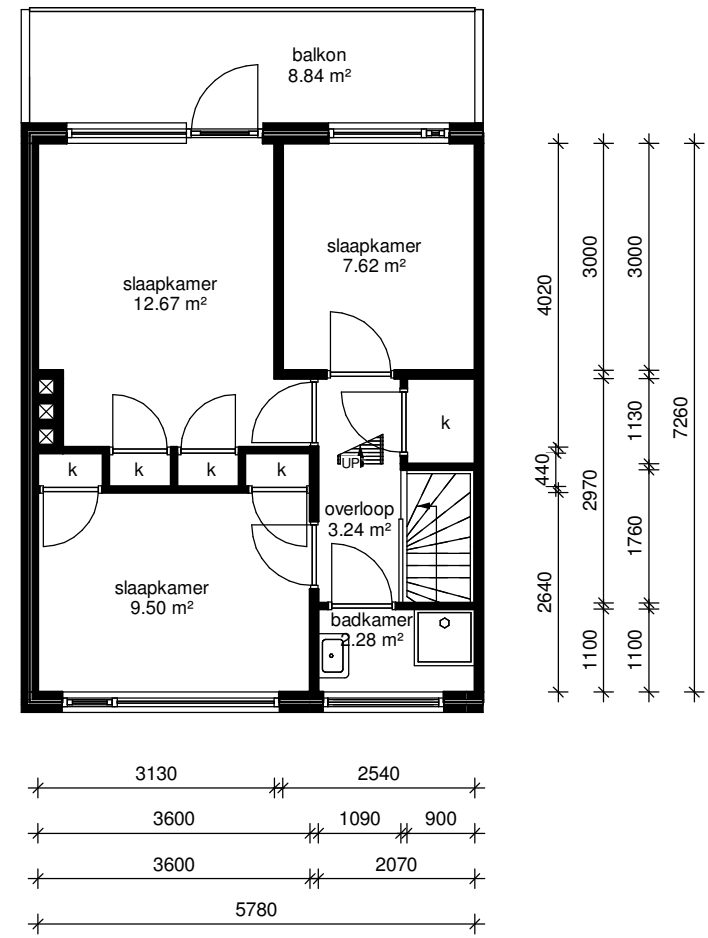 balkon
8.84 m²
slaapkamer
7.62 m²
slaapkamer
12.67 m²
k
UP
k
k
k
k
overloop
3.24 m²
slaapkamer
9.50 m²
badkamer
2.28 m²
4020
440
2640
3000
2970
1100
3000
1130
1760
1100
7260
3130 2540
3600 1090 900
3600 2070
5780